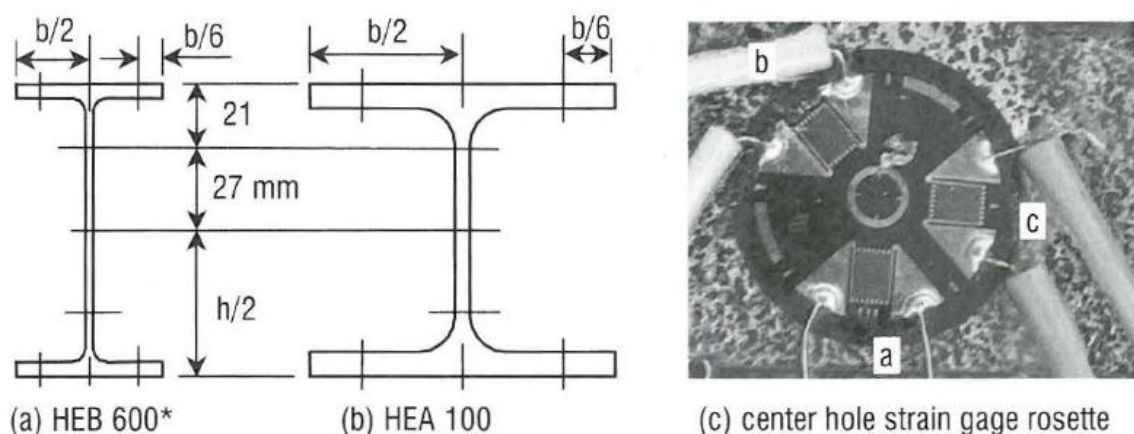 b/2
b/6
b/2
b/6
21
27 mm
h/2
b
c
a
(a) HEB 600*
(b) HEA 100
(c) center hole strain gage rosette